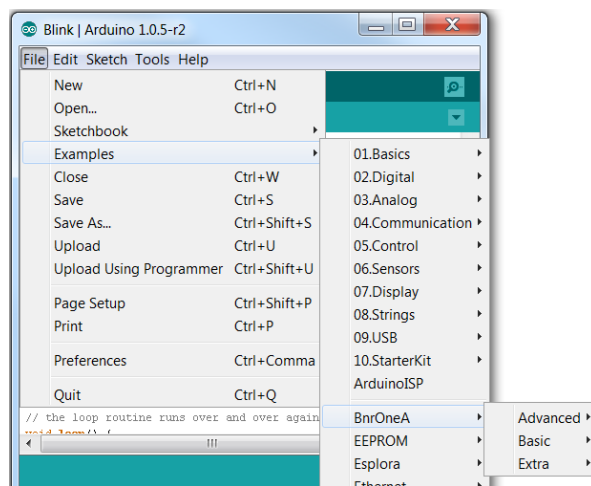 Blink | Arduino 1.0.5-r2
File Edit Sketch Tools Help
New Ctrl+N
Open... Ctrl+O
Sketchbook
Examples
Close Ctrl+W
Save Ctrl+S
Save As... Ctrl+Shift+S
Upload Ctrl+U
Upload Using Programmer Ctrl+Shift+U
Page Setup Ctrl+Shift+P
Print Ctrl+P
Preferences Ctrl+Comma
Quit Ctrl+Q
// the loop routine runs over and over again
void loop() {
01.Basics
02.Digital
03.Analog
04.Communication
05.Control
06.Sensors
07.Display
08.Strings
09.USB
10.StarterKit
ArduinoISP
BnrOneA
EEPROM
Esplora
Ethernet
Advanced
Basic
Extra